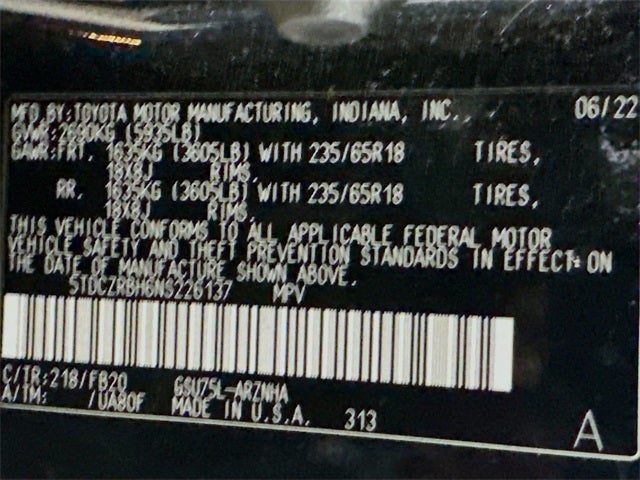 MFD.BY:TOYOTA MOTOR MANUFACTURING, INDIANA, INC., 06/22
GVWR:2690KG (5935LB)
GAWR:FRT. 1635KG (3605LB) WITH 235/65R18 TIRES,
18X8J RIMS,
RR. 1635KG (3605LB) WITH 235/65R18 TIRES,
18X8J RIMS,
THIS VEHICLE CONFORMS TO ALL APPLICABLE FEDERAL MOTOR
VEHICLE SAFETY AND THEFT PREVENTION STANDARDS IN EFFECT ON
THE DATE OF MANUFACTURE SHOWN ABOVE.
5TDCZRBH6NS226137 MPV
C/TR:218/FB20 GSU75L-ARZNHA
A/TM: /UA80F MADE IN U.S.A. 313
A